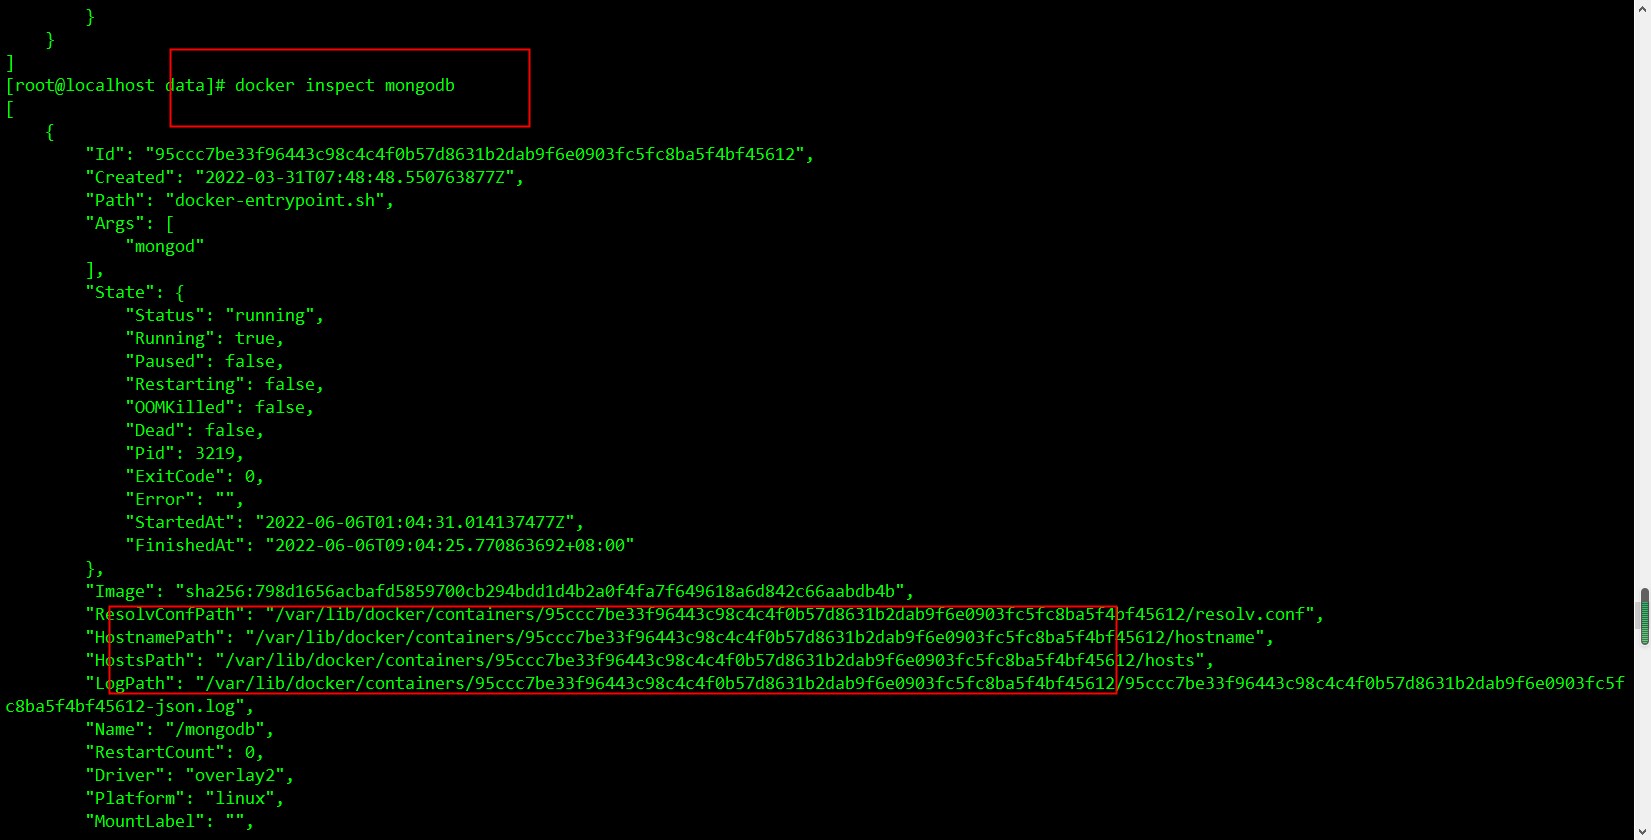 }
    }
]
[root@localhost data]# docker inspect mongodb
[
    {
        "Id": "95ccc7be33f96443c98c4c4f0b57d8631b2dab9f6e0903fc5fc8ba5f4bf45612",
        "Created": "2022-03-31T07:48:48.550763877Z",
        "Path": "docker-entrypoint.sh",
        "Args": [
            "mongod"
        ],
        "State": {
            "Status": "running",
            "Running": true,
            "Paused": false,
            "Restarting": false,
            "OOMKilled": false,
            "Dead": false,
            "Pid": 3219,
            "ExitCode": 0,
            "Error": "",
            "StartedAt": "2022-06-06T01:04:31.014137477Z",
            "FinishedAt": "2022-06-06T09:04:25.770863692+08:00"
        },
        "Image": "sha256:798d1656acbafd5859700cb294bdd1d4b2a0f4fa7f649618a6d842c66aabdb4b",
        "ResolvConfPath": "/var/lib/docker/containers/95ccc7be33f96443c98c4c4f0b57d8631b2dab9f6e0903fc5fc8ba5f4bf45612/resolv.conf",
        "HostnamePath": "/var/lib/docker/containers/95ccc7be33f96443c98c4c4f0b57d8631b2dab9f6e0903fc5fc8ba5f4bf45612/hostname",
        "HostsPath": "/var/lib/docker/containers/95ccc7be33f96443c98c4c4f0b57d8631b2dab9f6e0903fc5fc8ba5f4bf45612/hosts",
        "LogPath": "/var/lib/docker/containers/95ccc7be33f96443c98c4c4f0b57d8631b2dab9f6e0903fc5fc8ba5f4bf45612/95ccc7be33f96443c98c4c4f0b57d8631b2dab9f6e0903fc5f
c8ba5f4bf45612-json.log",
        "Name": "/mongodb",
        "RestartCount": 0,
        "Driver": "overlay2",
        "Platform": "linux",
        "MountLabel": "",